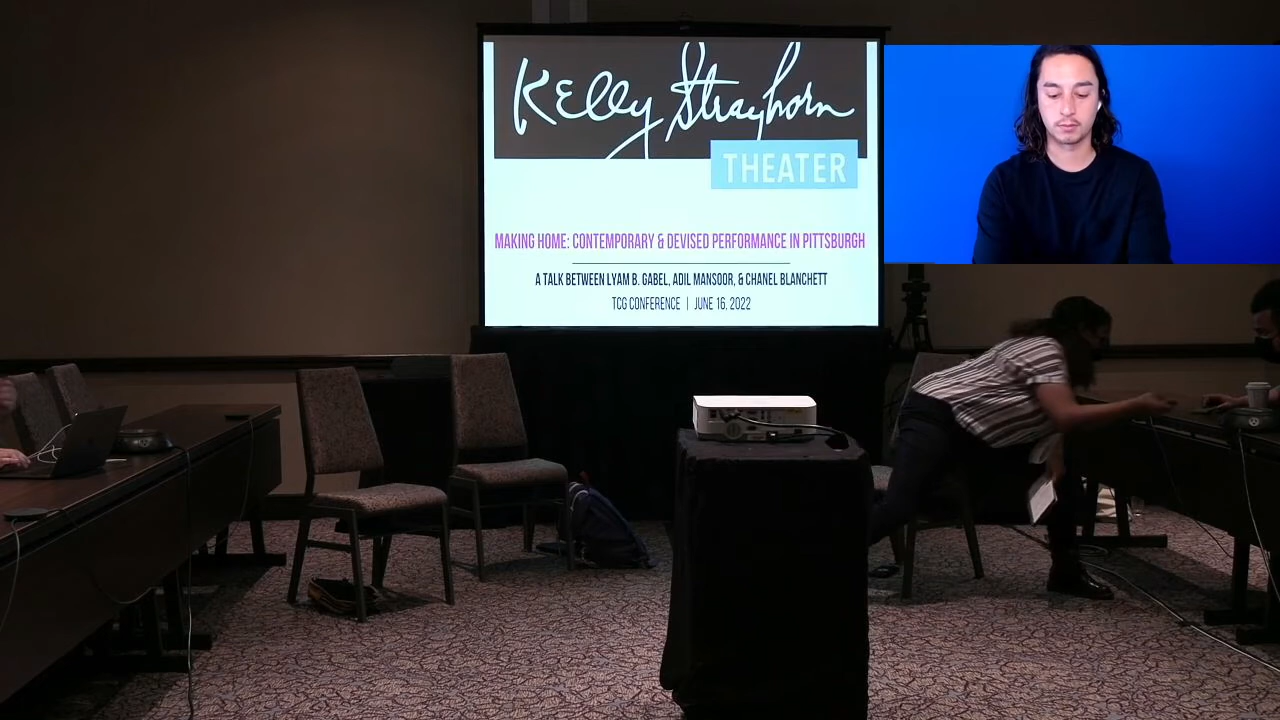 Kelly Strayhorn
THEATER
MAKING HOME: CONTEMPORARY & DEVISED PERFORMANCE IN PITTSBURGH
A TALK BETWEEN LYAM B. GABEL, ADIL MANSOOR, & CHANEL BLANCHETT
TCG CONFERENCE | JUNE 16, 2022